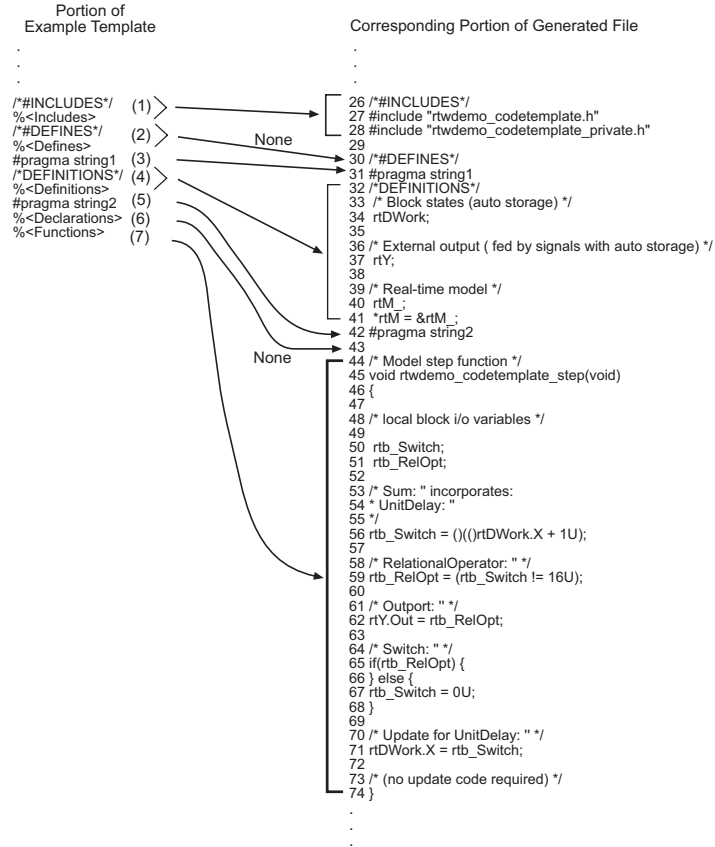 Portion of
Example Template
.
.
.
/*#INCLUDES*/ (1)
%<Includes>
/*#DEFINES*/ (2)
%<Defines>
#pragma string1 (3)
/*DEFINITIONS*/ (4)
%<Definitions>
#pragma string2 (5)
%<Declarations> (6)
%<Functions> (7)
None
None
Corresponding Portion of Generated File
.
.
.
26 /*#INCLUDES*/
27 #include "rtwdemo_codetemplate.h"
28 #include "rtwdemo_codetemplate_private.h"
29
30 /*#DEFINES*/
31 #pragma string1
32 /*DEFINITIONS*/
33 /* Block states (auto storage) */
34 rtDWork;
35
36 /* External output ( fed by signals with auto storage) */
37 rtY;
38
39 /* Real-time model */
40 rtM_;
41 *rtM = &rtM_;
42 #pragma string2
43
44 /* Model step function */
45 void rtwdemo_codetemplate_step(void)
46 {
47
48 /* local block i/o variables */
49
50 rtb_Switch;
51 rtb_RelOpt;
52
53 /* Sum: '' incorporates:
54 * UnitDelay: ''
55 */
56 rtb_Switch = ()(()rtDWork.X + 1U);
57
58 /* RelationalOperator: '' */
59 rtb_RelOpt = (rtb_Switch != 16U);
60
61 /* Outport: '' */
62 rtY.Out = rtb_RelOpt;
63
64 /* Switch: '' */
65 if(rtb_RelOpt) {
66 } else {
67 rtb_Switch = 0U;
68 }
69
70 /* Update for UnitDelay: '' */
71 rtDWork.X = rtb_Switch;
72
73 /* (no update code required) */
74 }
.
.
.